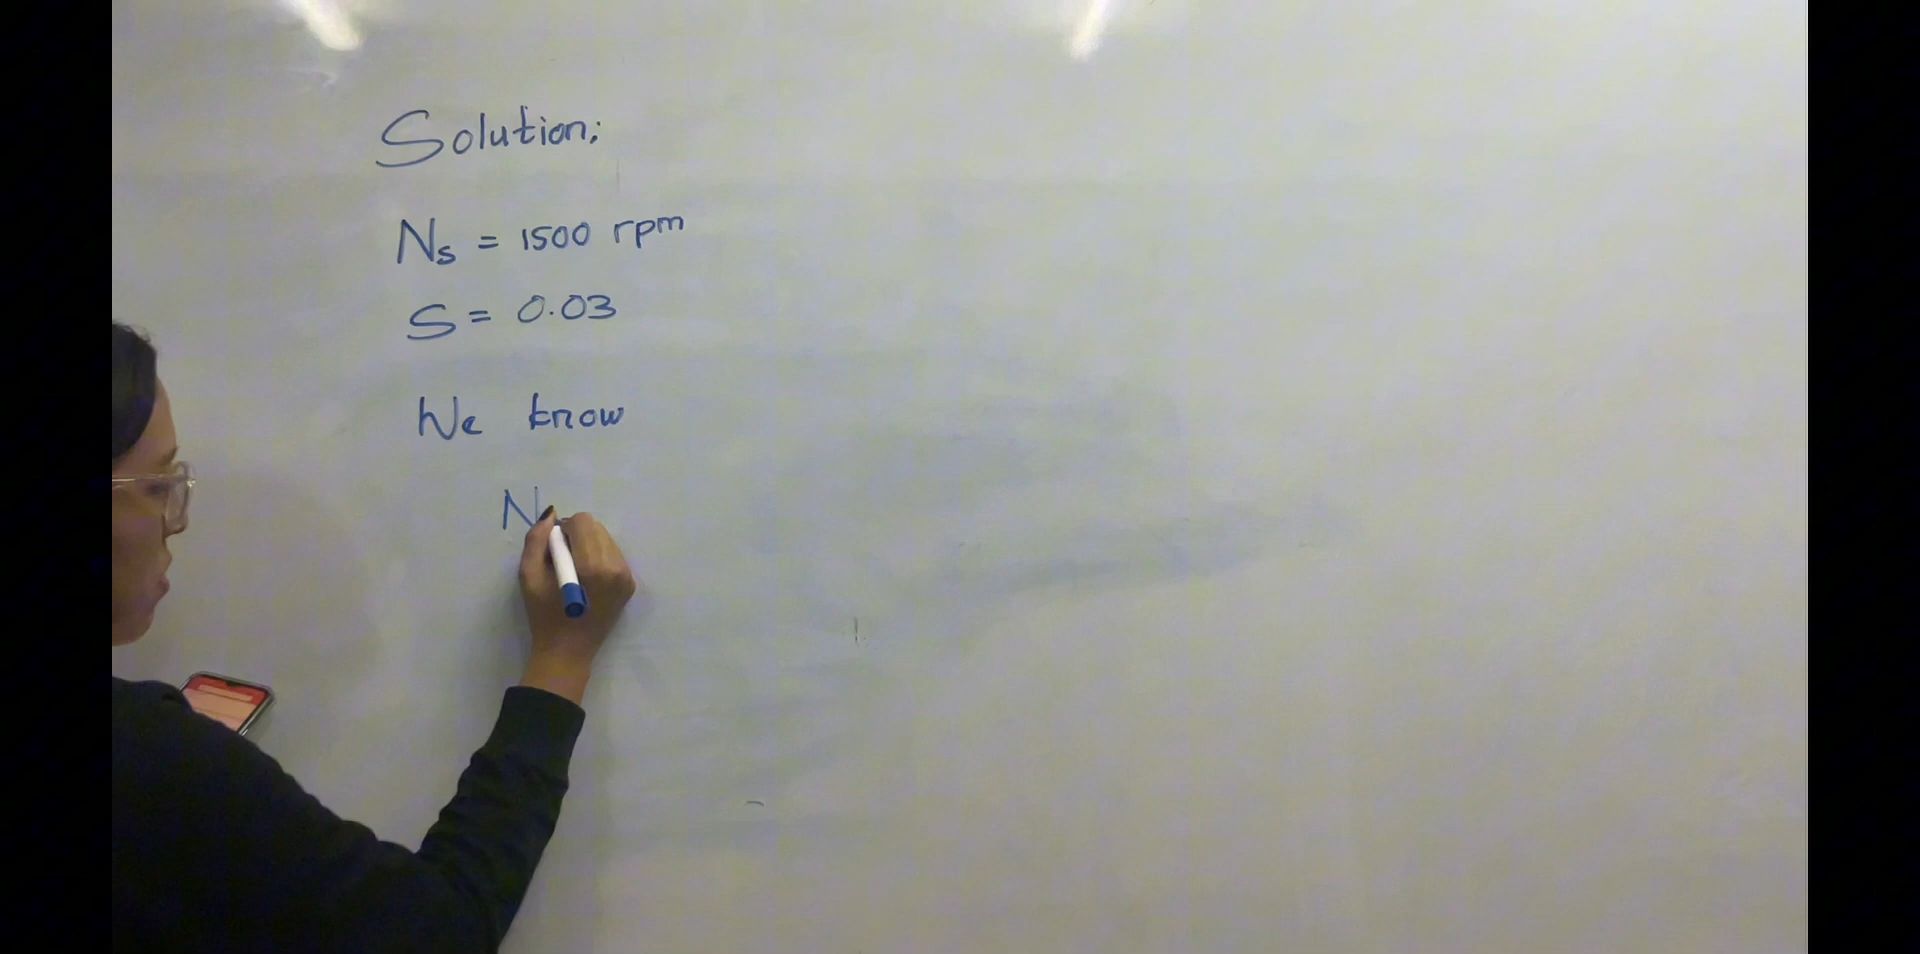 Solution;
Ns = 1500 rpm
S = 0.03
We know
N